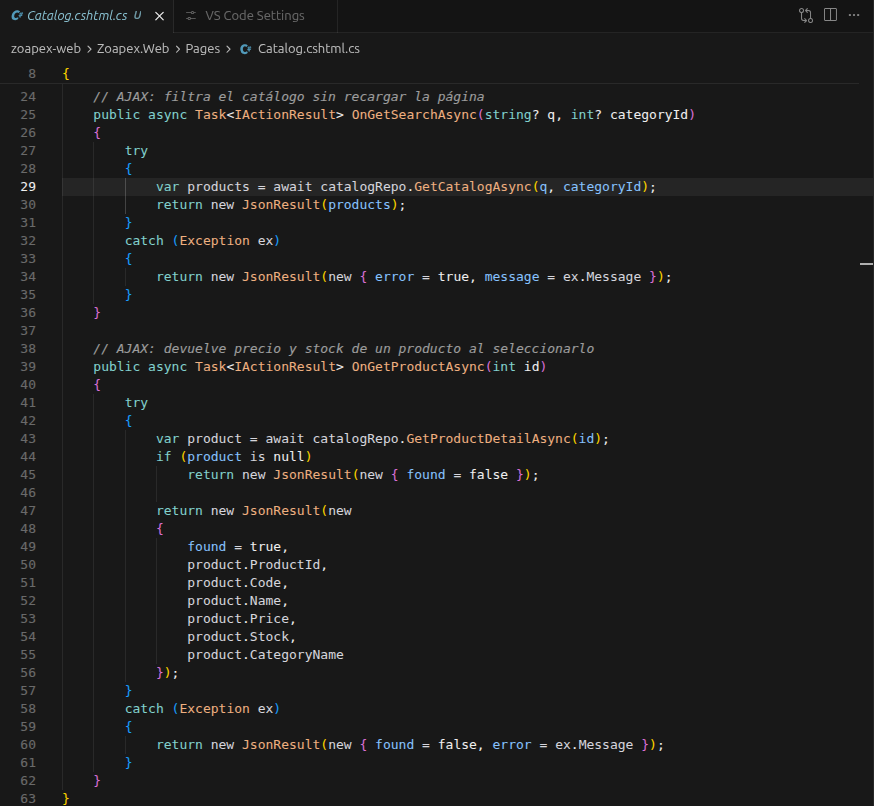 Catalog.cshtml.cs U × VS Code Settings ···
zoapex-web > Zoapex.Web > Pages > Catalog.cshtml.cs
8 {
24 // AJAX: filtra el catálogo sin recargar la página
25 public async Task<IActionResult> OnGetSearchAsync(string? q, int? categoryId)
26 {
27 try
28 {
29 var products = await catalogRepo.GetCatalogAsync(q, categoryId);
30 return new JsonResult(products);
31 }
32 catch (Exception ex)
33 {
34 return new JsonResult(new { error = true, message = ex.Message });
35 }
36 }
37
38 // AJAX: devuelve precio y stock de un producto al seleccionarlo
39 public async Task<IActionResult> OnGetProductAsync(int id)
40 {
41 try
42 {
43 var product = await catalogRepo.GetProductDetailAsync(id);
44 if (product is null)
45 return new JsonResult(new { found = false });
46
47 return new JsonResult(new
48 {
49 found = true,
50 product.ProductId,
51 product.Code,
52 product.Name,
53 product.Price,
54 product.Stock,
55 product.CategoryName
56 });
57 }
58 catch (Exception ex)
59 {
60 return new JsonResult(new { found = false, error = ex.Message });
61 }
62 }
63 }